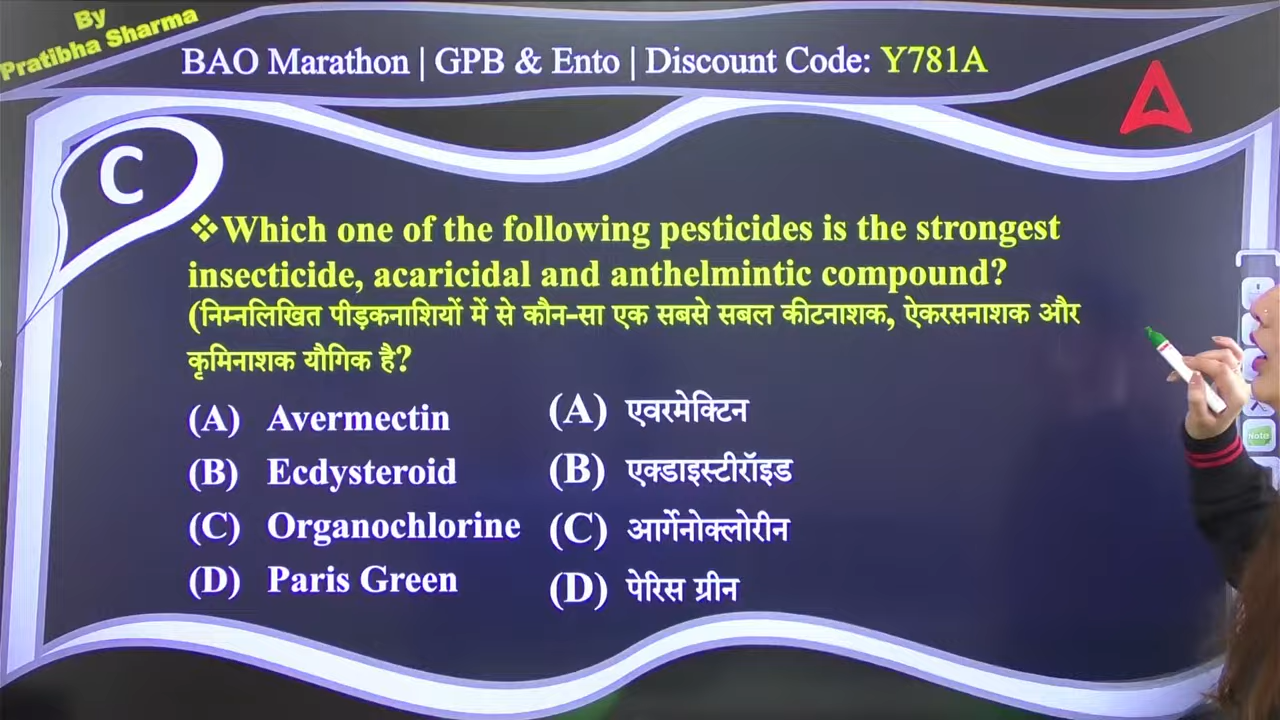 By
Pratibha Sharma
BAO Marathon | GPB & Ento | Discount Code: Y781A
C
❖Which one of the following pesticides is the strongest
insecticide, acaricidal and anthelmintic compound?
(निम्नलिखित पीड़कनाशियों में से कौन-सा एक सबसे सबल कीटनाशक, ऐकरसनाशक और
कृमिनाशक यौगिक है?
(A) Avermectin (A) एवरमेक्टिन
(B) Ecdysteroid (B) एक्डाइस्टीरॉइड
(C) Organochlorine (C) आर्गेनोक्लोरीन
(D) Paris Green (D) पेरिस ग्रीन
Note